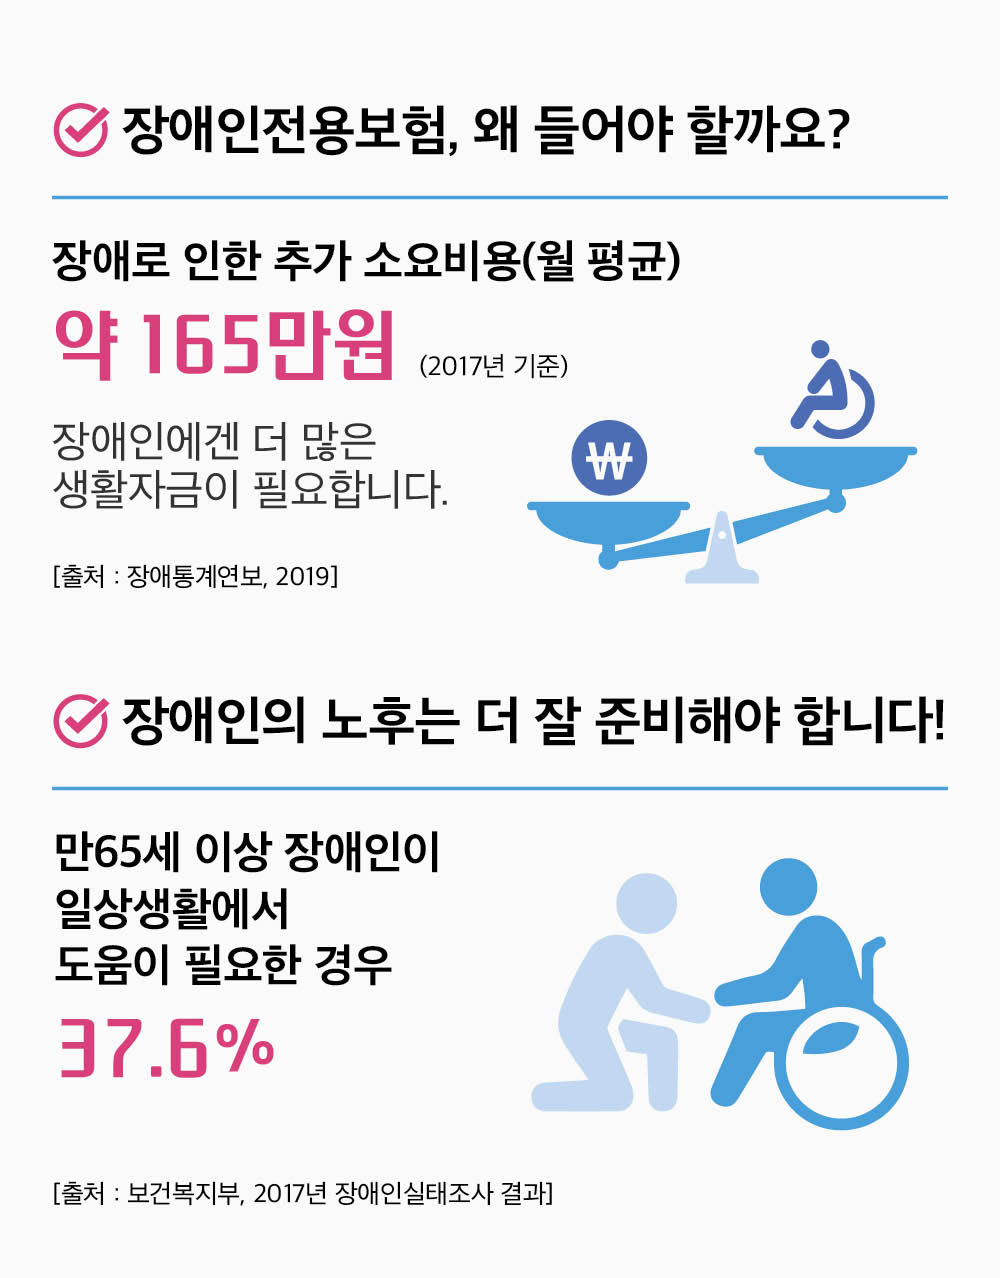 장애인전용보험, 왜 들어야 할까요?
장애로 인한 추가 소요비용(월 평균)
약 165만원 (2017년 기준)
장애인에겐 더 많은
생활자금이 필요합니다.
₩
[출처 : 장애통계연보, 2019]
장애인의 노후는 더 잘 준비해야 합니다!
만65세 이상 장애인이
일상생활에서
도움이 필요한 경우
37.6%
[출처 : 보건복지부, 2017년 장애인실태조사 결과]